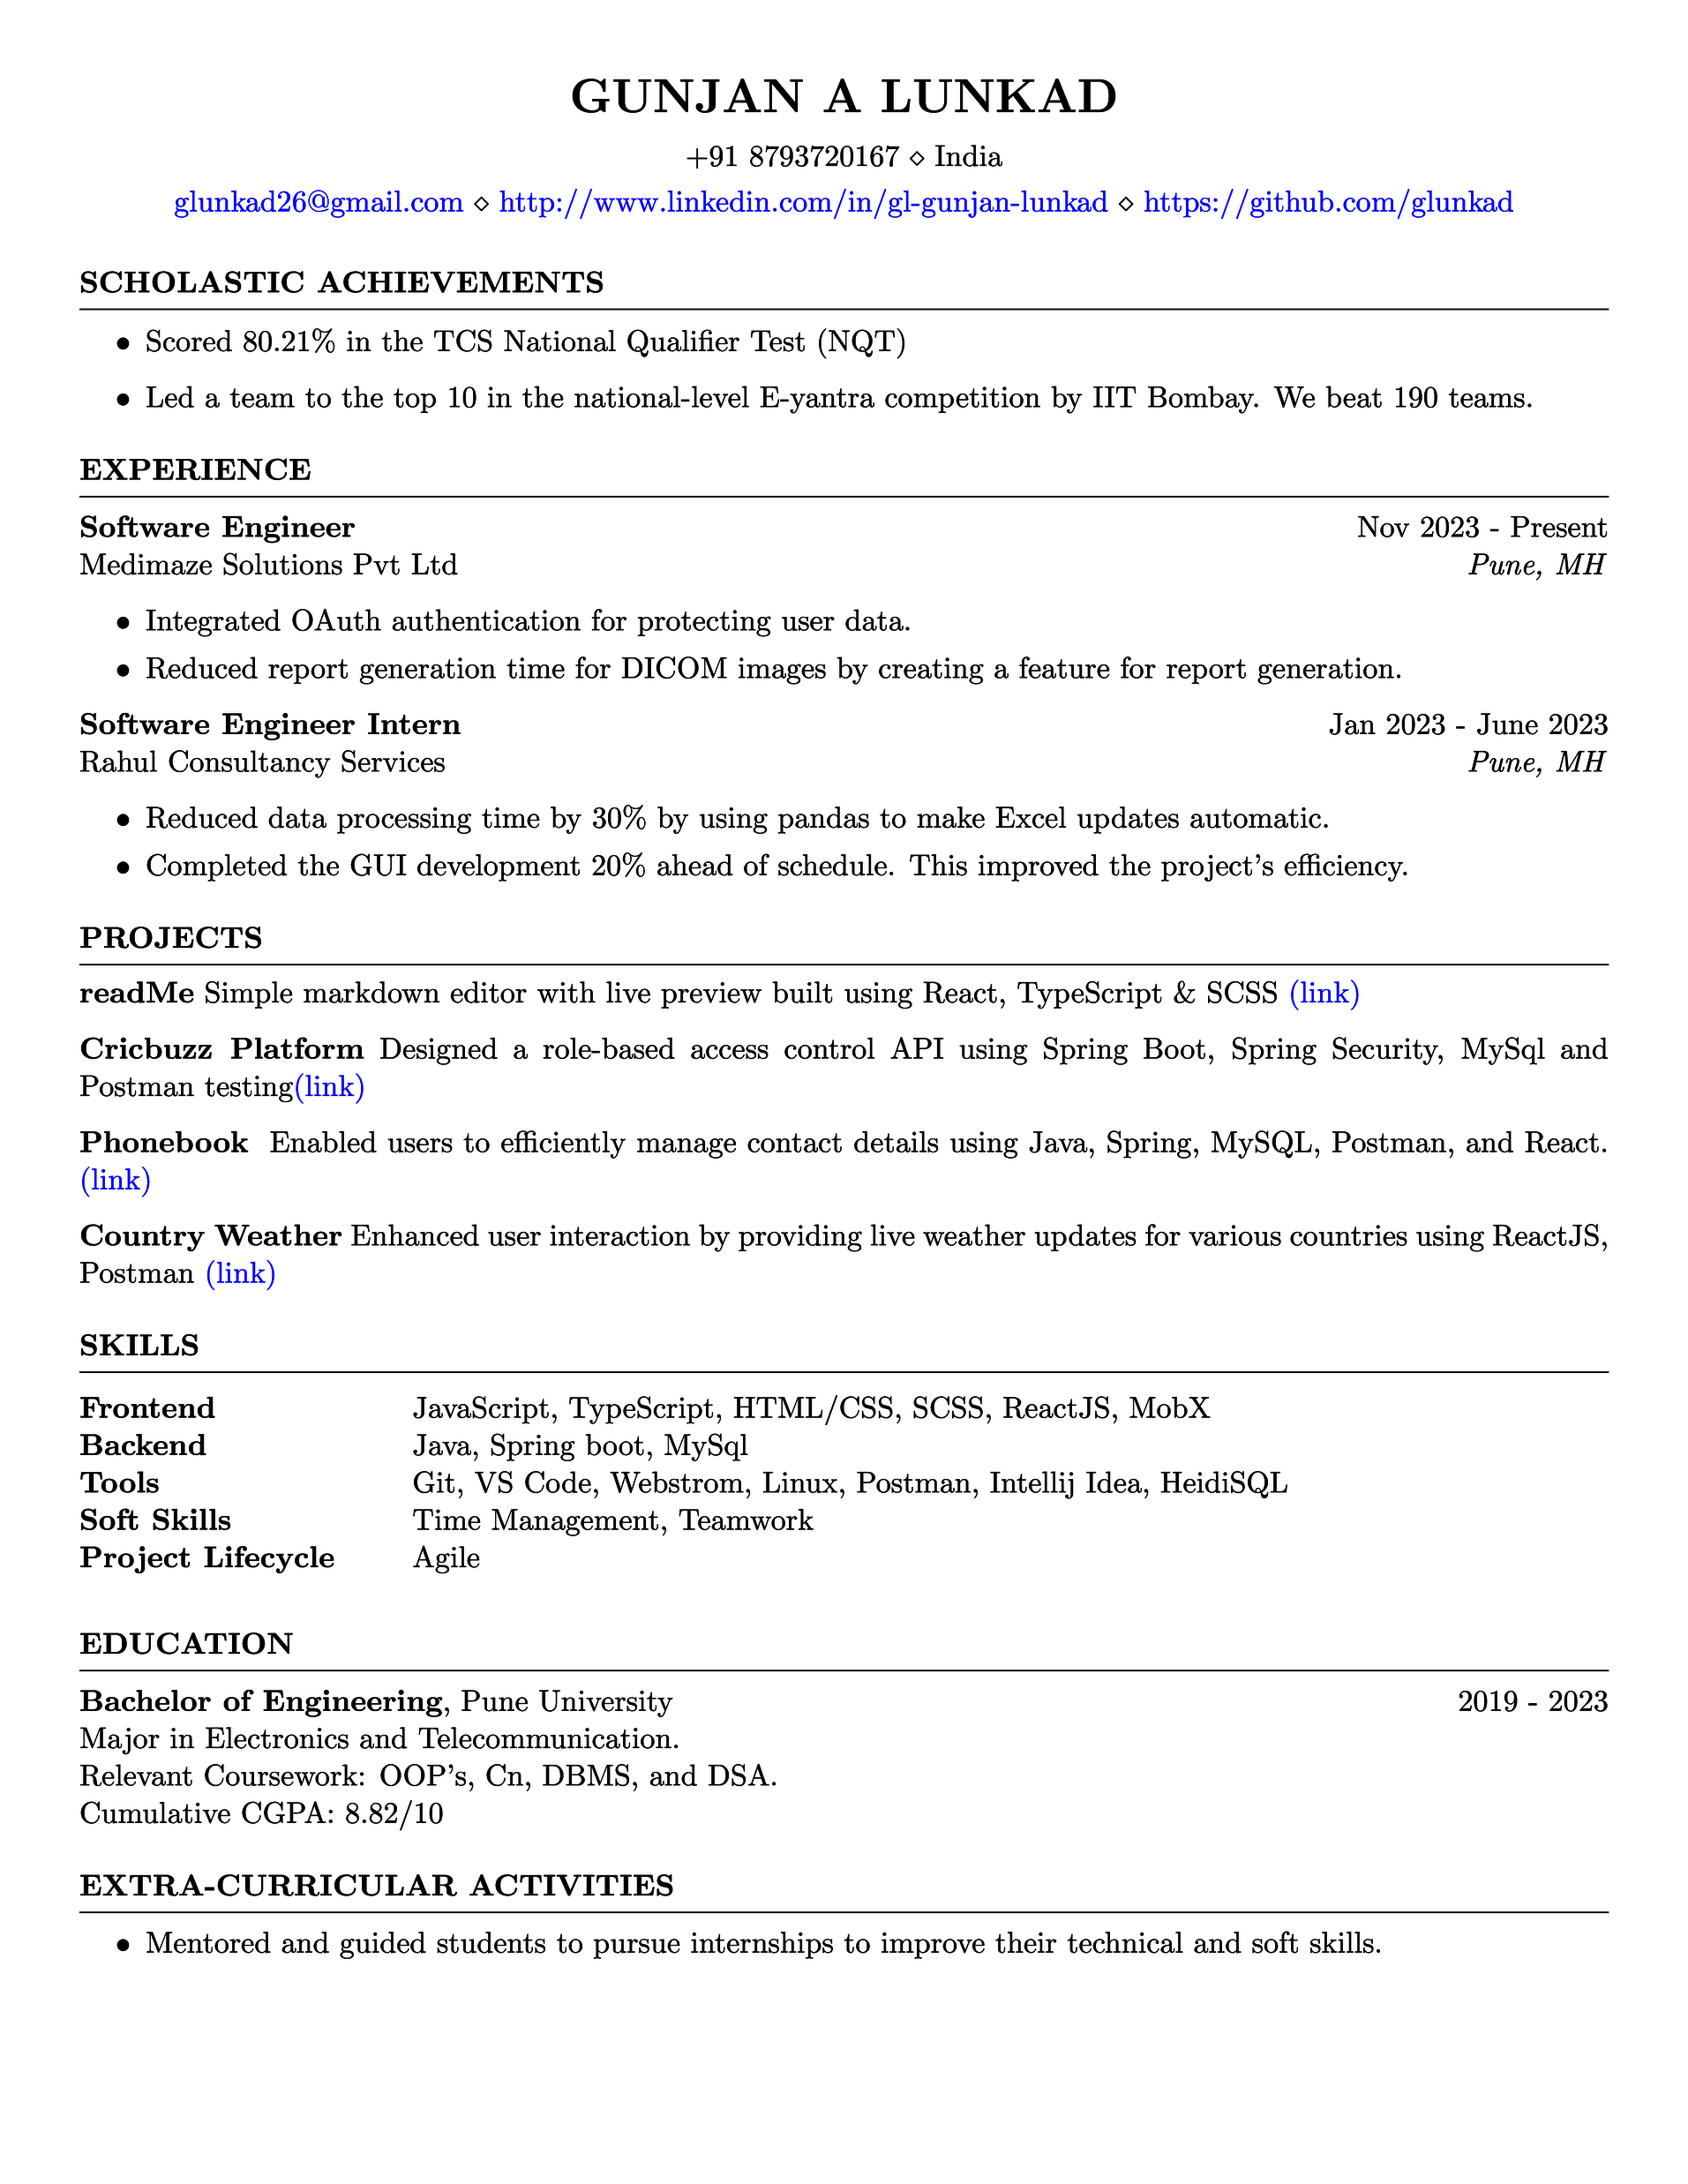 GUNJAN A LUNKAD
+91 8793720167 ⋄ India
glunkad26@gmail.com ⋄ http://www.linkedin.com/in/gl-gunjan-lunkad ⋄ https://github.com/glunkad
SCHOLASTIC ACHIEVEMENTS
• Scored 80.21% in the TCS National Qualifier Test (NQT)
• Led a team to the top 10 in the national-level E-yantra competition by IIT Bombay. We beat 190 teams.
EXPERIENCE
Software Engineer Nov 2023 - Present
Medimaze Solutions Pvt Ltd Pune, MH
• Integrated OAuth authentication for protecting user data.
• Reduced report generation time for DICOM images by creating a feature for report generation.
Software Engineer Intern Jan 2023 - June 2023
Rahul Consultancy Services Pune, MH
• Reduced data processing time by 30% by using pandas to make Excel updates automatic.
• Completed the GUI development 20% ahead of schedule. This improved the project's efficiency.
PROJECTS
readMe Simple markdown editor with live preview built using React, TypeScript & SCSS (link)
Cricbuzz Platform Designed a role-based access control API using Spring Boot, Spring Security, MySql and
Postman testing(link)
Phonebook Enabled users to efficiently manage contact details using Java, Spring, MySQL, Postman, and React.
(link)
Country Weather Enhanced user interaction by providing live weather updates for various countries using ReactJS,
Postman (link)
SKILLS
Frontend JavaScript, TypeScript, HTML/CSS, SCSS, ReactJS, MobX
Backend Java, Spring boot, MySql
Tools Git, VS Code, Webstrom, Linux, Postman, Intellij Idea, HeidiSQL
Soft Skills Time Management, Teamwork
Project Lifecycle Agile
EDUCATION
Bachelor of Engineering, Pune University 2019 - 2023
Major in Electronics and Telecommunication.
Relevant Coursework: OOP's, Cn, DBMS, and DSA.
Cumulative CGPA: 8.82/10
EXTRA-CURRICULAR ACTIVITIES
• Mentored and guided students to pursue internships to improve their technical and soft skills.